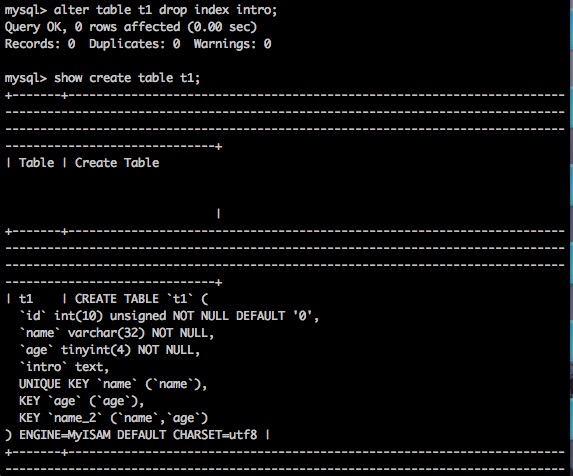 mysql> alter table t1 drop index intro;
Query OK, 0 rows affected (0.00 sec)
Records: 0  Duplicates: 0  Warnings: 0
mysql> show create table t1;
+-------+----------------------------------------------------------------
-------------------------------------------------------------------------
-------------------------------------------------------------------------
---------------------------+
| Table | Create Table
|
+-------+----------------------------------------------------------------
-------------------------------------------------------------------------
-------------------------------------------------------------------------
---------------------------+
| t1    | CREATE TABLE `t1` (
  `id` int(10) unsigned NOT NULL DEFAULT '0',
  `name` varchar(32) NOT NULL,
  `age` tinyint(4) NOT NULL,
  `intro` text,
  UNIQUE KEY `name` (`name`),
  KEY `age` (`age`),
  KEY `name_2` (`name`,`age`)
) ENGINE=MyISAM DEFAULT CHARSET=utf8 |
+-------+----------------------------------------------------------------
-------------------------------------------------------------------------